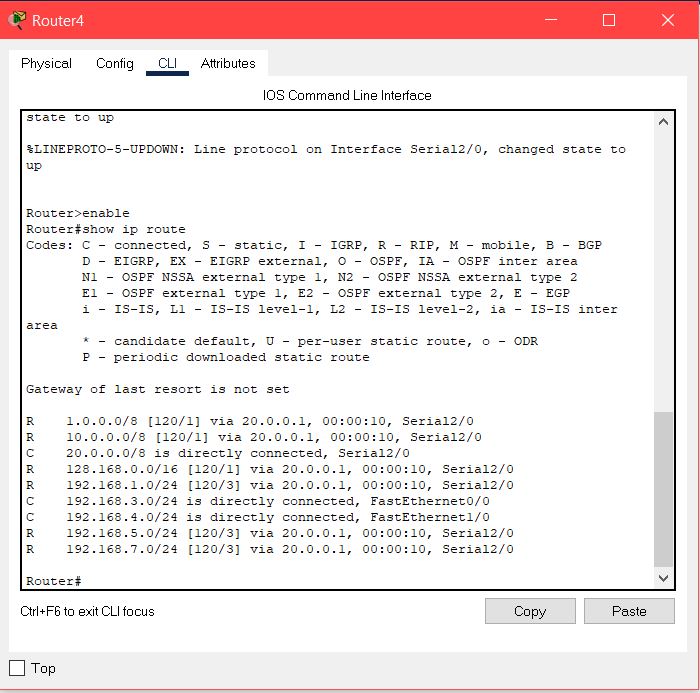 Router4
Physical Config CLI Attributes
IOS Command Line Interface
state to up
%LINEPROTO-5-UPDOWN: Line protocol on Interface Serial2/0, changed state to
up
Router>enable
Router#show ip route
Codes: C - connected, S - static, I - IGRP, R - RIP, M - mobile, B - BGP
       D - EIGRP, EX - EIGRP external, O - OSPF, IA - OSPF inter area
       N1 - OSPF NSSA external type 1, N2 - OSPF NSSA external type 2
       E1 - OSPF external type 1, E2 - OSPF external type 2, E - EGP
       i - IS-IS, L1 - IS-IS level-1, L2 - IS-IS level-2, ia - IS-IS inter
area
       * - candidate default, U - per-user static route, o - ODR
       P - periodic downloaded static route
Gateway of last resort is not set
R    1.0.0.0/8 [120/1] via 20.0.0.1, 00:00:10, Serial2/0
R    10.0.0.0/8 [120/1] via 20.0.0.1, 00:00:10, Serial2/0
C    20.0.0.0/8 is directly connected, Serial2/0
R    128.168.0.0/16 [120/1] via 20.0.0.1, 00:00:10, Serial2/0
R    192.168.1.0/24 [120/3] via 20.0.0.1, 00:00:10, Serial2/0
C    192.168.3.0/24 is directly connected, FastEthernet0/0
C    192.168.4.0/24 is directly connected, FastEthernet1/0
R    192.168.5.0/24 [120/3] via 20.0.0.1, 00:00:10, Serial2/0
R    192.168.7.0/24 [120/3] via 20.0.0.1, 00:00:10, Serial2/0
Router#
Ctrl+F6 to exit CLI focus
Copy Paste
Top